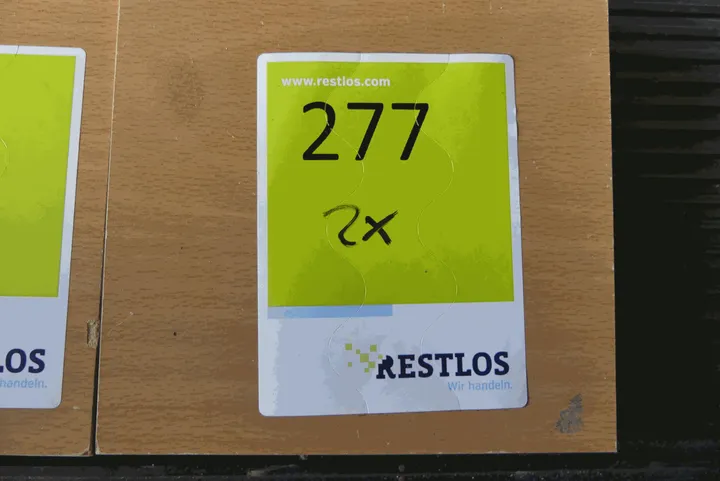 www.restlos.com
277
2x
RESTLOS
Wir handeln.
LOS
handeln.